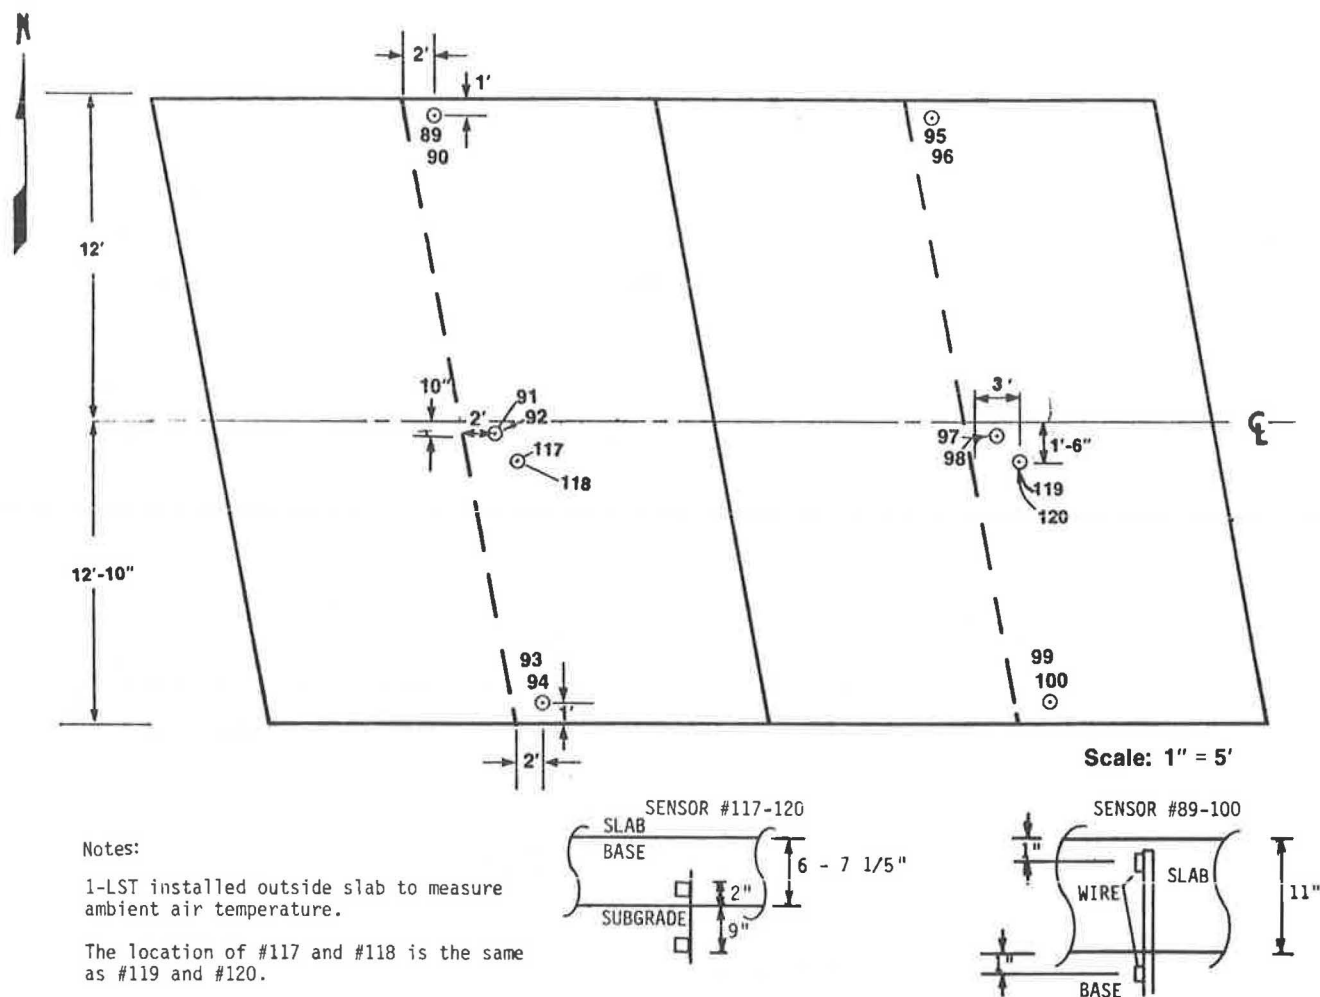 N
2'
1'
89
90
95
96
12'
10"
91
2'
92
117
118
3'
97
98
1'-6"
℄
119
120
12'-10"
93
94
1'
2'
99
100
Scale: 1" = 5'
SENSOR #117-120
SLAB
BASE
6 - 7 1/5"
2"
SUBGRADE
9"
SENSOR #89-100
1"
WIRE
SLAB
11"
1"
BASE
Notes:
1-LST installed outside slab to measure
ambient air temperature.
The location of #117 and #118 is the same
as #119 and #120.